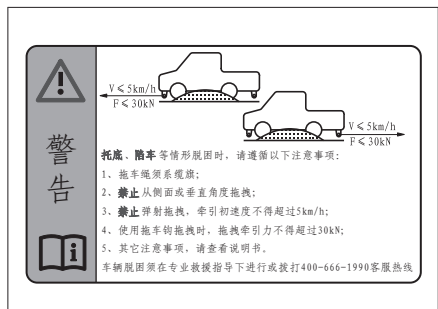 V≤5km/h
F≤30kN
V≤5km/h
F≤30kN
警告
托底、陷车等情形脱困时，请遵循以下注意事项：
1、拖车绳须系缆旗；
2、禁止从侧面或垂直角度拖拽；
3、禁止弹射拖拽，牵引初速度不得超过5km/h；
4、使用拖车钩拖拽时，拖拽牵引力不得超过30kN；
5、其它注意事项，请查看说明书。
车辆脱困须在专业救援指导下进行或拨打400-666-1990客服热线